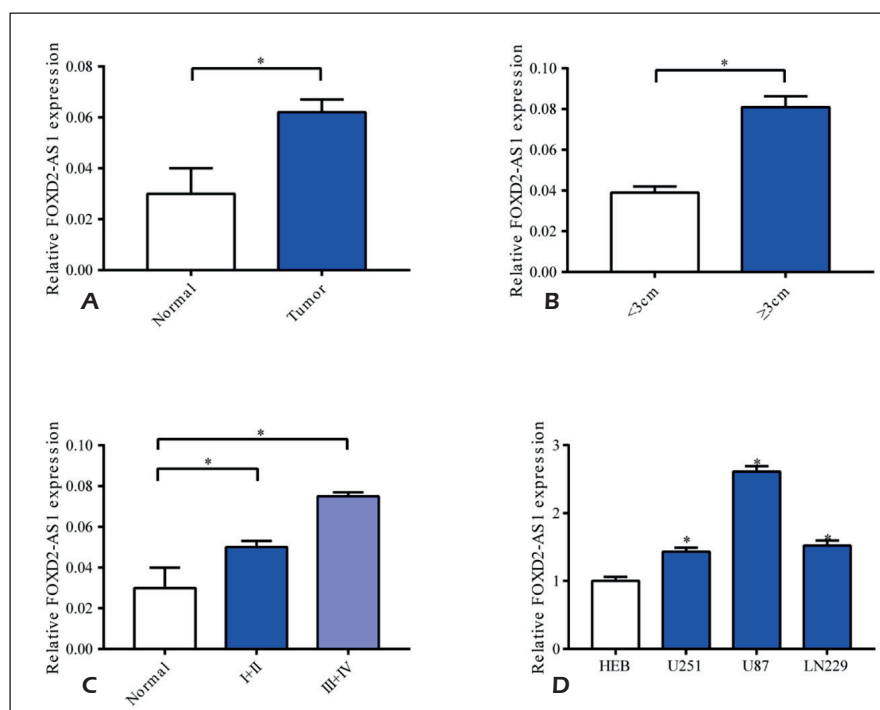 Relative FOXD2-AS1 expression
0.08
0.06
0.04
0.02
0.00
*
Normal
Tumor
A
Relative FOXD2-AS1 expression
0.10
0.08
0.06
0.04
0.02
0.00
*
<3cm
≥3cm
B
Relative FOXD2-AS1 expression
0.10
0.08
0.06
0.04
0.02
0.00
*
*
Normal
I+II
III+IV
C
Relative FOXD2-AS1 expression
3
2
1
0
*
*
*
HEB U251 U87 LN229
D